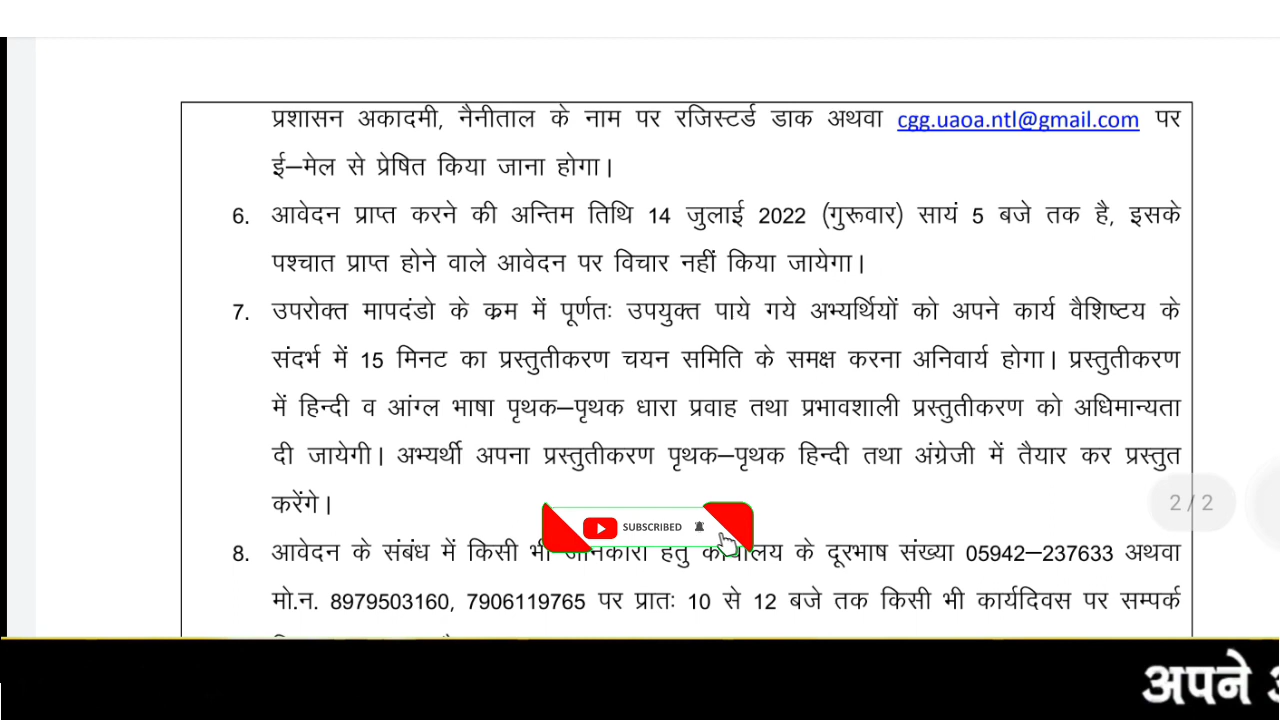 प्रशासन अकादमी, नैनीताल के नाम पर रजिस्टर्ड डाक अथवा cgg.uaoa.ntl@gmail.com पर
ई–मेल से प्रेषित किया जाना होगा।
6. आवेदन प्राप्त करने की अन्तिम तिथि 14 जुलाई 2022 (गुरूवार) सायं 5 बजे तक है, इसके
पश्चात प्राप्त होने वाले आवेदन पर विचार नहीं किया जायेगा।
7. उपरोक्त मापदंडो के क्रम में पूर्णतः उपयुक्त पाये गये अभ्यर्थियों को अपने कार्य वैशिष्टय के
संदर्भ में 15 मिनट का प्रस्तुतीकरण चयन समिति के समक्ष करना अनिवार्य होगा। प्रस्तुतीकरण
में हिन्दी व आंग्ल भाषा पृथक–पृथक धारा प्रवाह तथा प्रभावशाली प्रस्तुतीकरण को अधिमान्यता
दी जायेगी। अभ्यर्थी अपना प्रस्तुतीकरण पृथक–पृथक हिन्दी तथा अंग्रेजी में तैयार कर प्रस्तुत
करेंगे।
2 / 2
SUBSCRIBED
8. आवेदन के संबंध में किसी भी जानकारी हेतु कार्यालय के दूरभाष संख्या 05942–237633 अथवा
मो.न. 8979503160, 7906119765 पर प्रातः 10 से 12 बजे तक किसी भी कार्यदिवस पर सम्पर्क
अपने